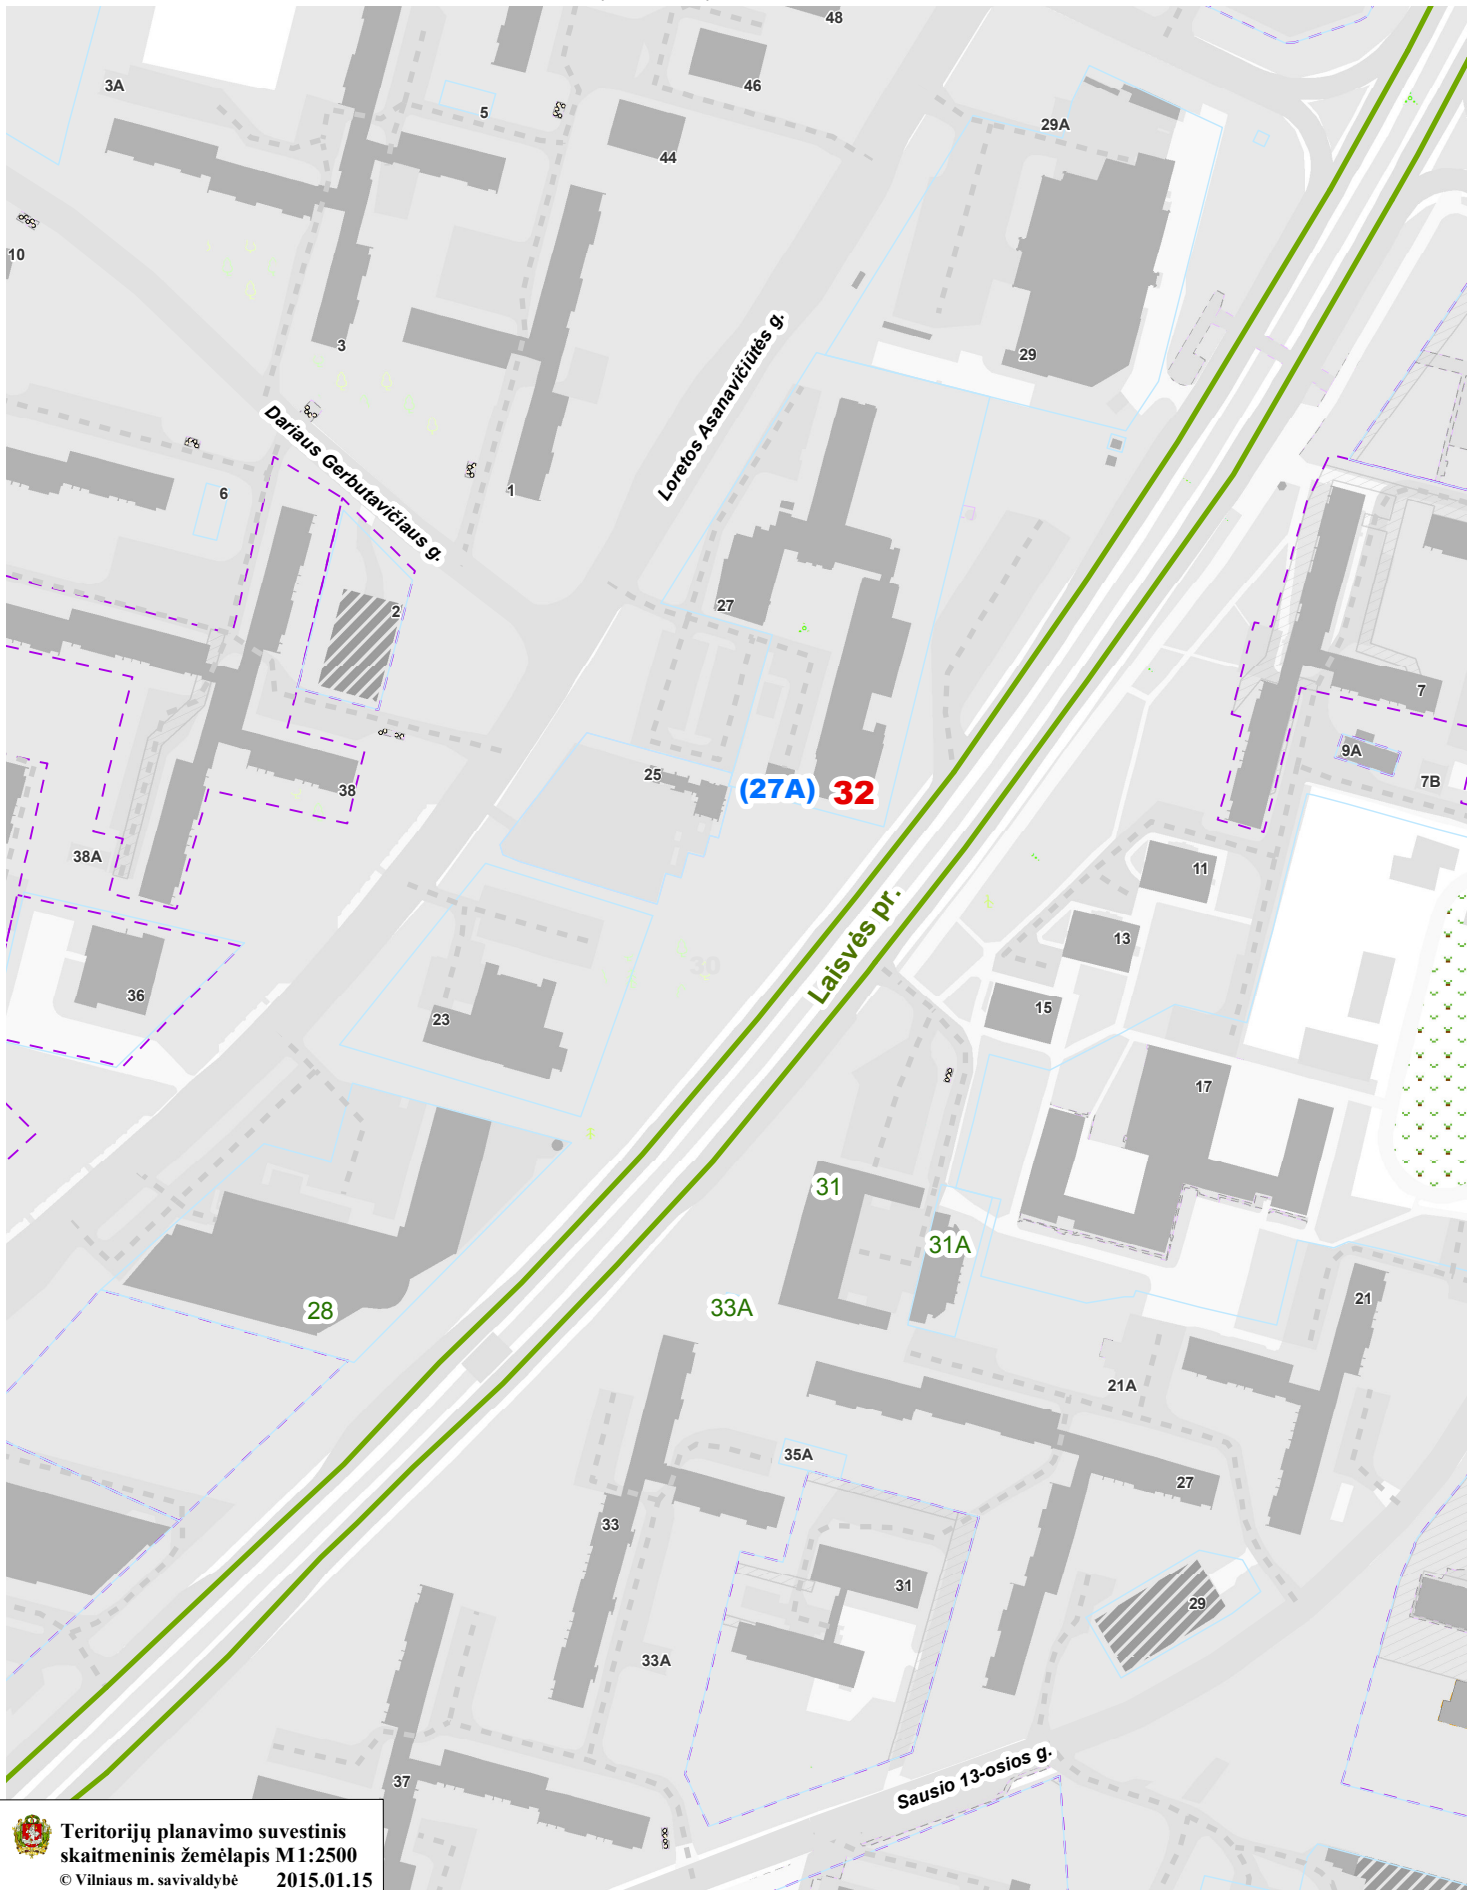 48
46
3A
5
29A
44
10
3
29
Loretos Asanavičiūtės g.
Dariaus Gerbutavičiaus g.
1
6
2
27
7
9A
7B
25
(27A) 32
38
38A
11
Laisvės pr.
13
30
36
15
23
17
31
31A
28
33A
21
21A
35A
27
33
31
29
33A
Sausio 13-osios g.
37
Teritorijų planavimo suvestinis
skaitmeninis žemėlapis M1:2500
© Vilniaus m. savivaldybė 2015.01.15